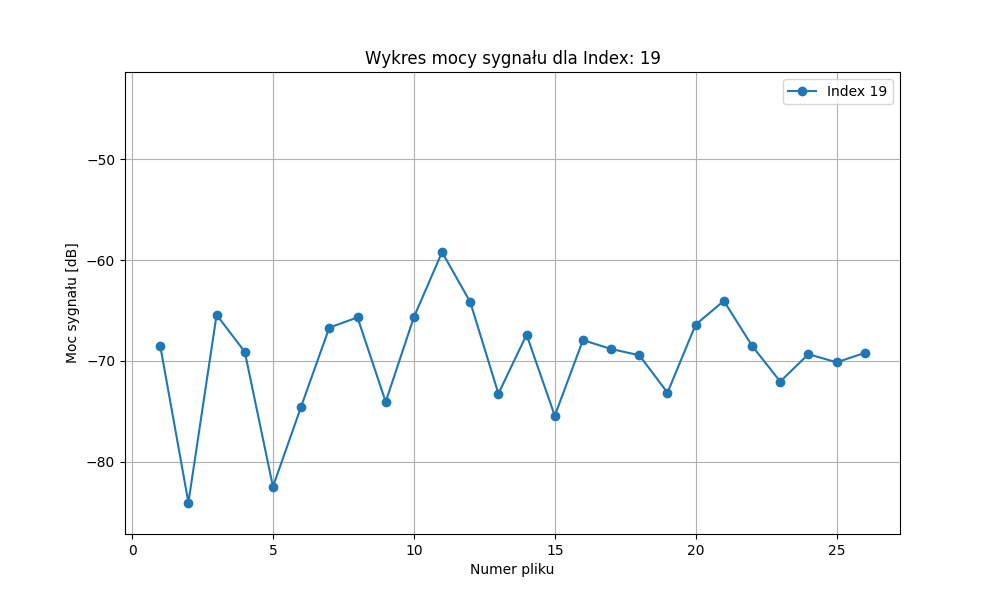 Wykres mocy sygnału dla Index: 19
Index 19
Moc sygnału [dB]
−50
−60
−70
−80
0 5 10 15 20 25
Numer pliku